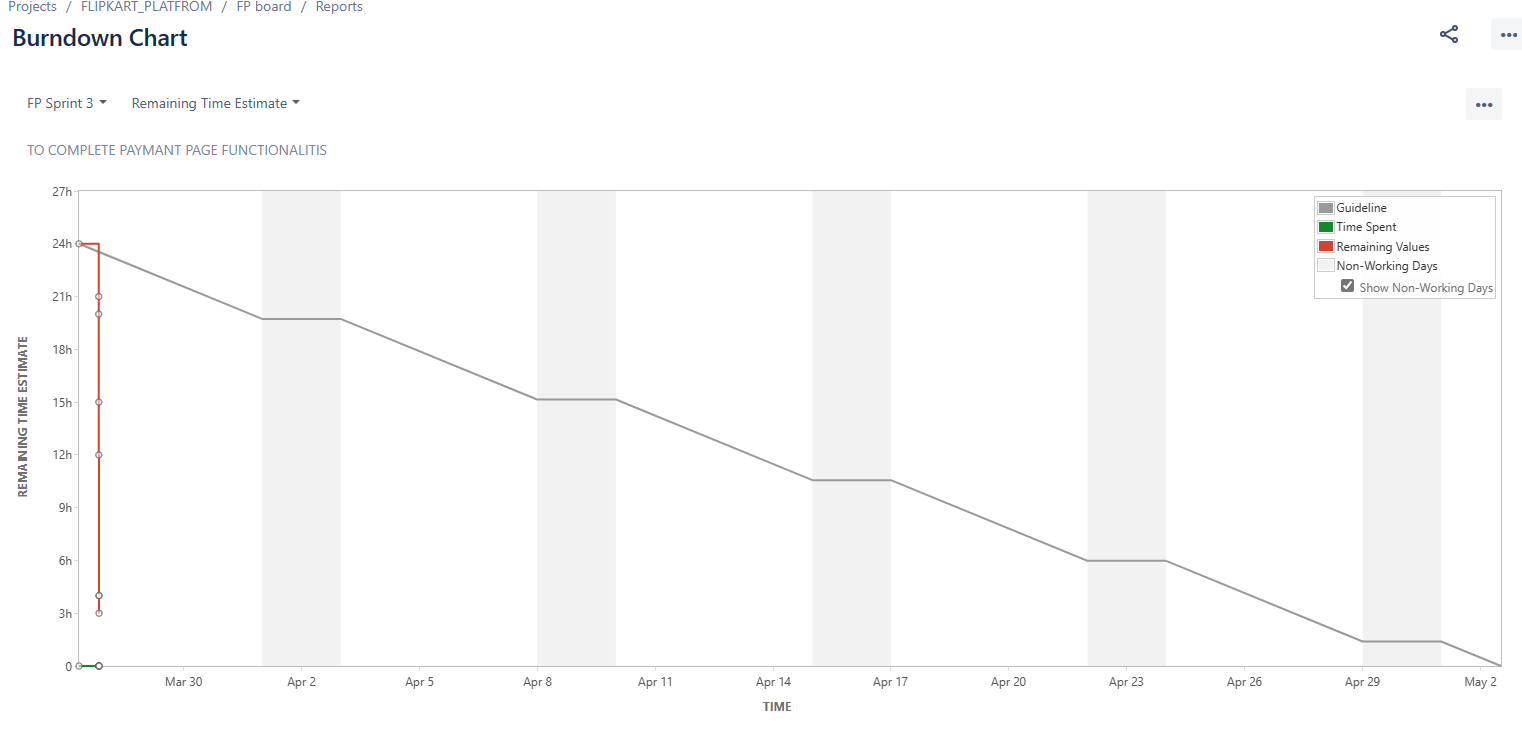 Projects / FLIPKART_PLATFROM / FP board / Reports
Burndown Chart
FP Sprint 3 Remaining Time Estimate
TO COMPLETE PAYMANT PAGE FUNCTIONALITIS
27h
24h
21h
18h
15h
12h
9h
6h
3h
0
REMAINING TIME ESTIMATE
Guideline
Time Spent
Remaining Values
Non-Working Days
Show Non-Working Days
Mar 30 Apr 2 Apr 5 Apr 8 Apr 11 Apr 14 Apr 17 Apr 20 Apr 23 Apr 26 Apr 29 May 2
TIME